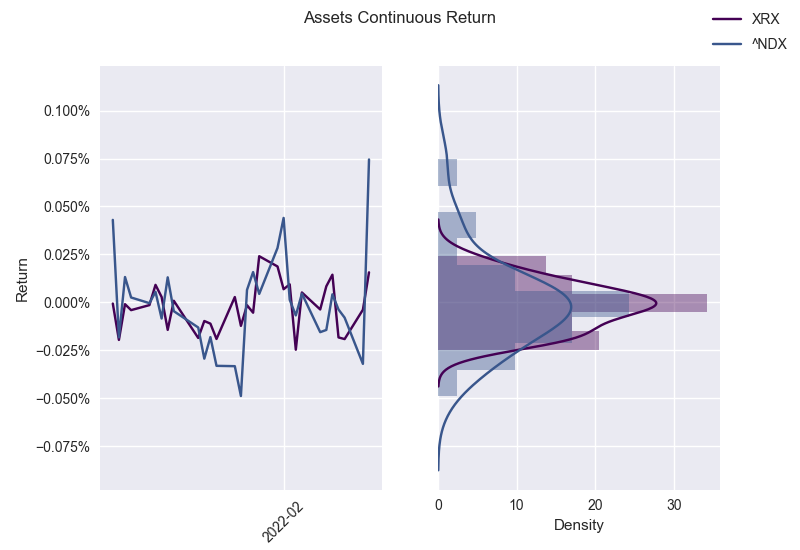 Assets Continuous Return
XRX
^NDX
0.100%
0.075%
0.050%
0.025%
0.000%
−0.025%
−0.050%
−0.075%
Return
2022-02
0 10 20 30
Density